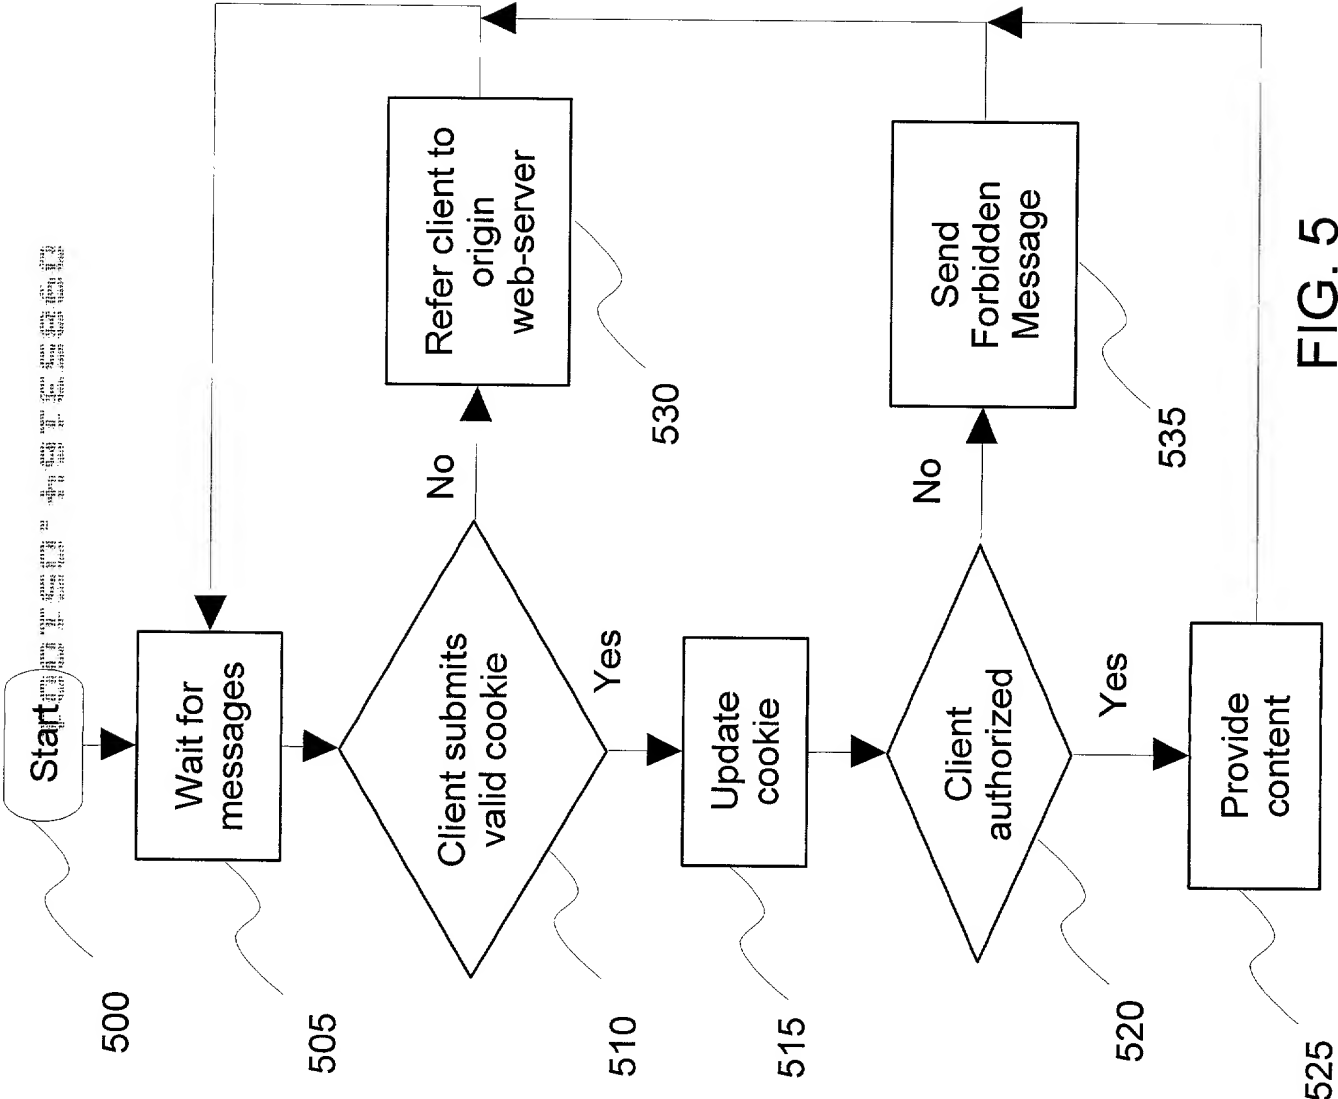 Start
500
Wait for
messages
505
Client submits
valid cookie
510
No
Refer client to
origin
web-server
530
Yes
Update
cookie
515
Client
authorized
520
No
Send
Forbidden
Message
535
Yes
Provide
content
525
FIG. 5